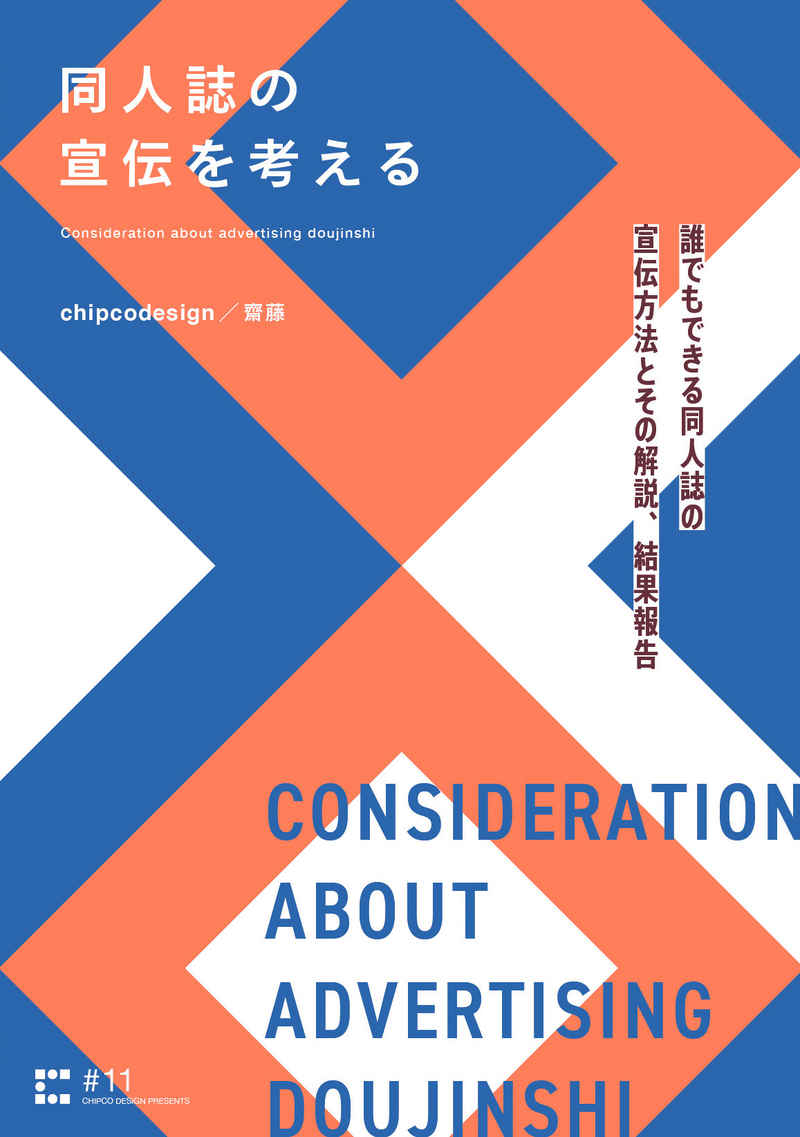 同人誌の
宣伝を考える
Consideration about advertising doujinshi
chipcodesign／齋藤
誰でもできる同人誌の
宣伝方法とその解説、結果報告
CONSIDERATION
ABOUT
ADVERTISING
DOUJINSHI
#11
CHIPCO DESIGN PRESENTS